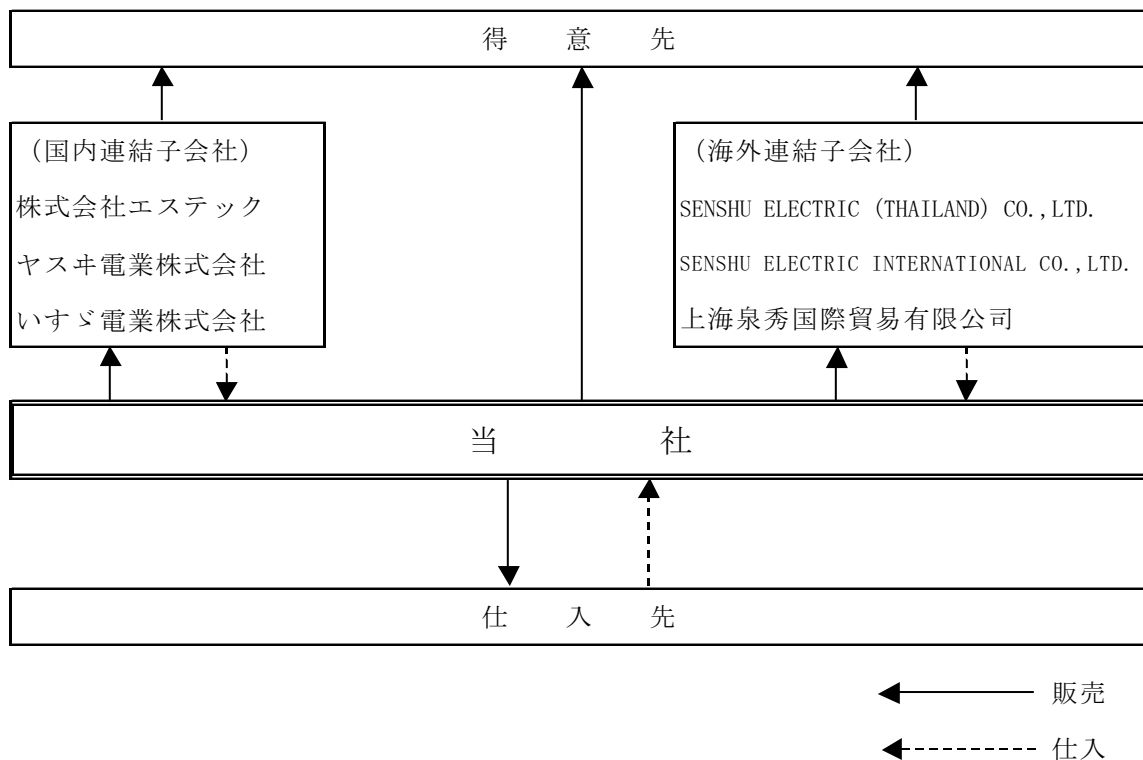 得 意 先
（国内連結子会社）
株式会社エステック
ヤスヰ電業株式会社
いすゞ電業株式会社
（海外連結子会社）
SENSHU ELECTRIC (THAILAND) CO.,LTD.
SENSHU ELECTRIC INTERNATIONAL CO.,LTD.
上海泉秀国際貿易有限公司
当 社
仕 入 先
販売
仕入